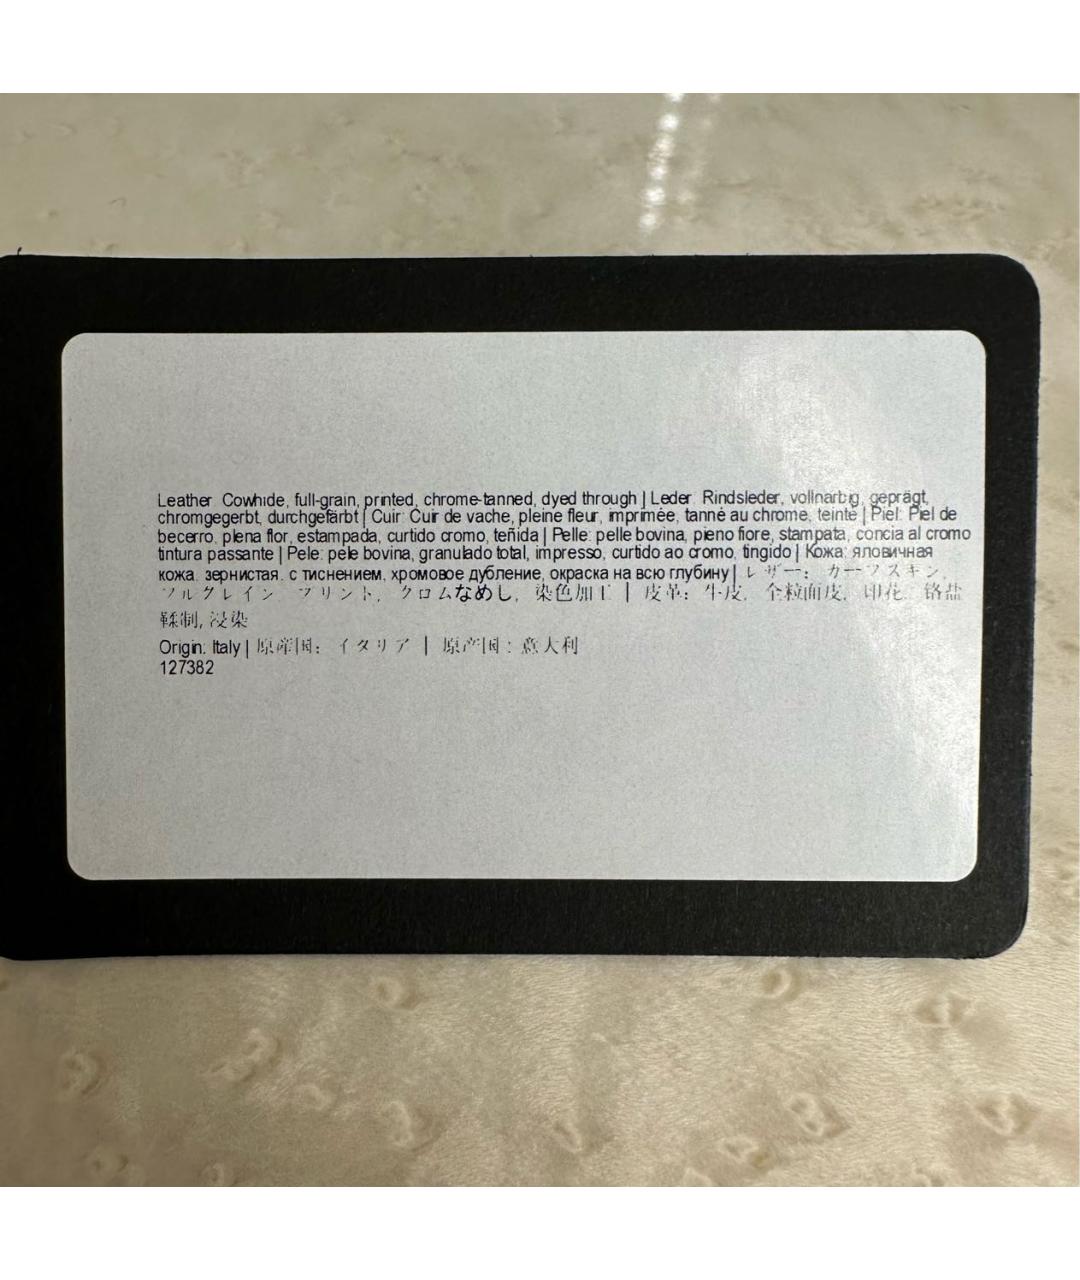 Leather: Cowhide, full-grain, printed, chrome-tanned, dyed through | Leder: Rindsleder, vollnarbig, geprägt,
chromgegerbt, durchgefärbt | Cuir: Cuir de vache, pleine fleur, imprimée, tanné au chrome, teinte | Piel: Piel de
becerro, plena flor, estampada, curtido cromo, teñida | Pelle: pelle bovina, pieno fiore, stampata, concia al cromo
tintura passante | Pele: pele bovina, granulado total, impresso, curtido ao cromo, tingido | Кожа: яловичная
кожа, зернистая, с тиснением, хромовое дубление, окраска на всю глубину | レザー: カーフスキン,
フルグレイン, プリント, クロムなめし, 染色加工 | 皮革: 牛皮, 全粒面皮, 印花, 铬盐
鞣制, 浸染
Origin: Italy | 原産国: イタリア | 原产国: 意大利
127382